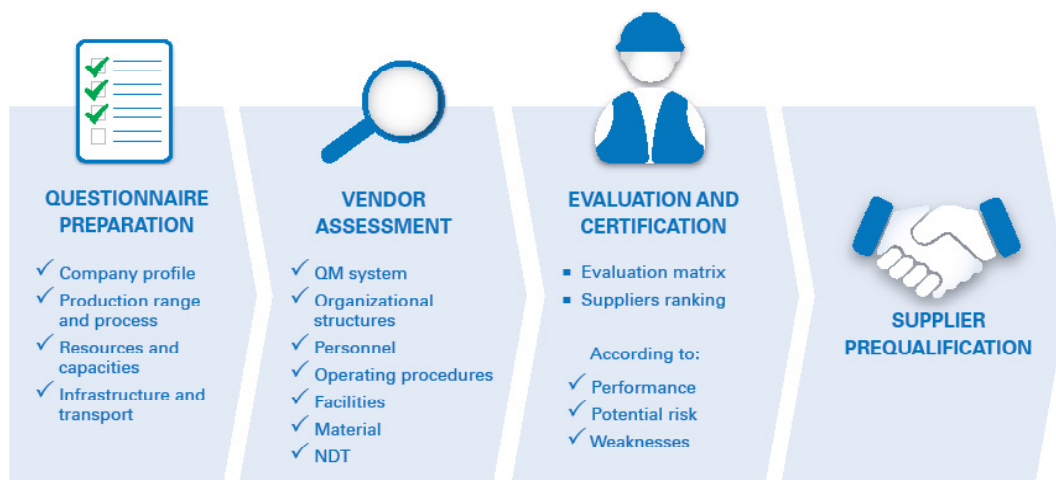 QUESTIONNAIRE
PREPARATION
Company profile
Production range
and process
Resources and
capacities
Infrastructure and
transport
VENDOR
ASSESSMENT
QM system
Organizational
structures
Personnel
Operating procedures
Facilities
Material
NDT
EVALUATION AND
CERTIFICATION
Evaluation matrix
Suppliers ranking
According to:
Performance
Potential risk
Weaknesses
SUPPLIER
PREQUALIFICATION